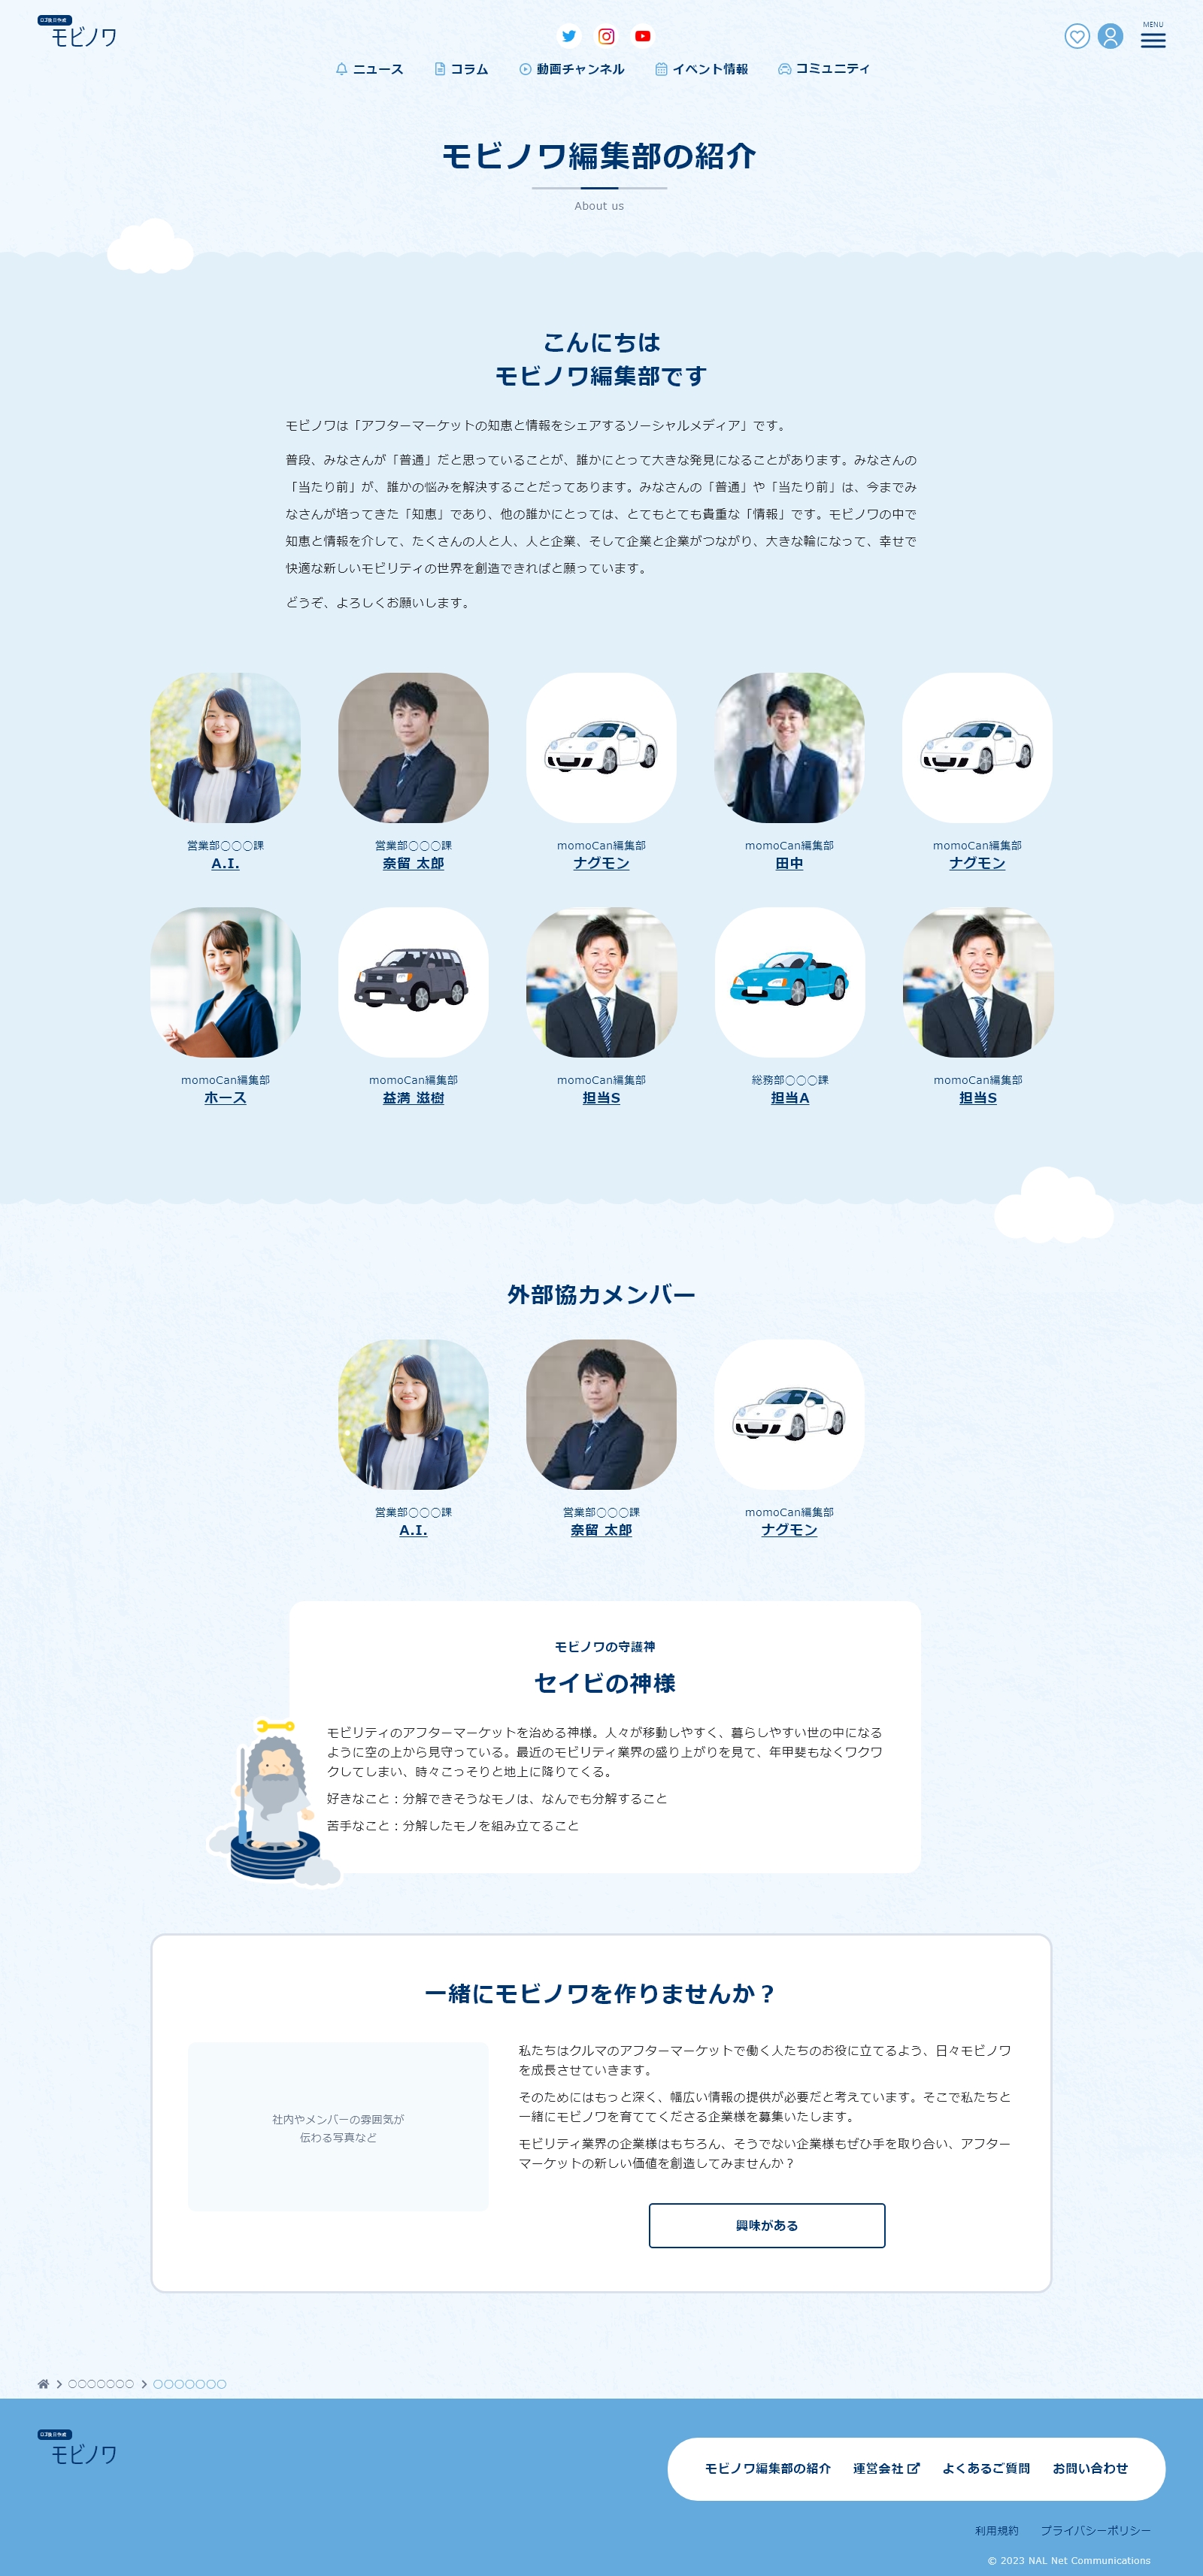 ロゴ後日作成
モビノワ
MENU
ニュース コラム 動画チャンネル イベント情報 コミュニティ
モビノワ編集部の紹介
About us
こんにちは
モビノワ編集部です
モビノワは「アフターマーケットの知恵と情報をシェアするソーシャルメディア」です。
普段、みなさんが「普通」だと思っていることが、誰かにとって大きな発見になることがあります。みなさんの
「当たり前」が、誰かの悩みを解決することだってあります。みなさんの「普通」や「当たり前」は、今までみ
なさんが培ってきた「知恵」であり、他の誰かにとっては、とてもとても貴重な「情報」です。モビノワの中で
知恵と情報を介して、たくさんの人と人、人と企業、そして企業と企業がつながり、大きな輪になって、幸せで
快適な新しいモビリティの世界を創造できればと願っています。
どうぞ、よろしくお願いします。
営業部〇〇〇課 営業部〇〇〇課 momoCan編集部 momoCan編集部 momoCan編集部
A.I. 奈留 太郎 ナグモン 田中 ナグモン
momoCan編集部 momoCan編集部 momoCan編集部 総務部〇〇〇課 momoCan編集部
ホース 益満 滋樹 担当S 担当A 担当S
外部協力メンバー
営業部〇〇〇課 営業部〇〇〇課 momoCan編集部
A.I. 奈留 太郎 ナグモン
モビノワの守護神
セイビの神様
モビリティのアフターマーケットを治める神様。人々が移動しやすく、暮らしやすい世の中になる
ように空の上から見守っている。最近のモビリティ業界の盛り上がりを見て、年甲斐もなくワクワ
クしてしまい、時々こっそりと地上に降りてくる。
好きなこと：分解できそうなモノは、なんでも分解すること
苦手なこと：分解したモノを組み立てること
一緒にモビノワを作りませんか？
社内やメンバーの雰囲気が
伝わる写真など
私たちはクルマのアフターマーケットで働く人たちのお役に立てるよう、日々モビノワ
を成長させていきます。
そのためにはもっと深く、幅広い情報の提供が必要だと考えています。そこで私たちと
一緒にモビノワを育ててくださる企業様を募集いたします。
モビリティ業界の企業様はもちろん、そうでない企業様もぜひ手を取り合い、アフター
マーケットの新しい価値を創造してみませんか？
興味がある
〇〇〇〇〇〇〇 〇〇〇〇〇〇〇
ロゴ後日作成
モビノワ
モビノワ編集部の紹介 運営会社 よくあるご質問 お問い合わせ
利用規約 プライバシーポリシー
© 2023 NAL Net Communications